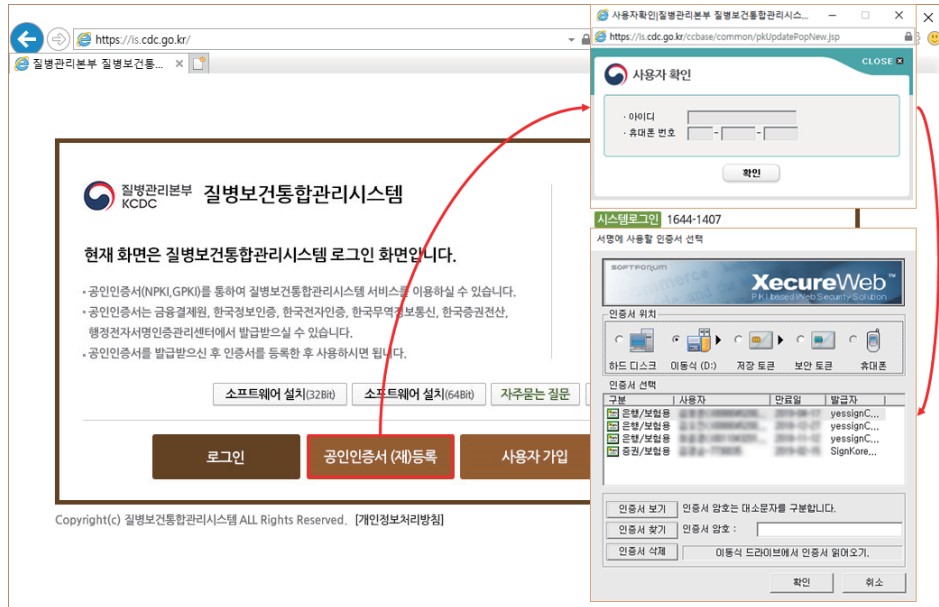 https://is.cdc.go.kr/
질병관리본부 질병보건통...
질병관리본부
KCDC
질병보건통합관리시스템
현재 화면은 질병보건통합관리시스템 로그인 화면입니다.
공인인증서(NPKI,GPKI)를 통하여 질병보건통합관리시스템 서비스를 이용하실 수 있습니다.
공인인증서는 금융결제원, 한국정보인증, 한국전자인증, 한국무역정보통신, 한국증권전산,
행정전자서명인증관리센터에서 발급받으실 수 있습니다.
공인인증서를 발급받으신 후 인증서를 등록한 후 사용하시면 됩니다.
소프트웨어 설치(32Bit) 소프트웨어 설치(64Bit) 자주묻는 질문
로그인 공인인증서 (재)등록 사용자 가입
Copyright(c) 질병보건통합관리시스템 ALL Rights Reserved. [개인정보처리방침]
사용자확인|질병관리본부 질병보건통합관리시스...
https://is.cdc.go.kr/ccbase/common/pkUpdatePopNew.jsp
CLOSE
사용자 확인
· 아이디
· 휴대폰 번호 - -
확인
시스템로그인 1644-1407
서명에 사용할 인증서 선택
SOFTFORUM
XecureWeb™
PKI based Web Security Solution
인증서 위치
하드 디스크 이동식 (D:) 저장 토큰 보안 토큰 휴대폰
인증서 선택
구분 사용자 만료일 발급자
은행/보험용 yessignC...
은행/보험용 yessignC...
은행/보험용 yessignC...
증권/보험용 SignKore...
인증서 보기 인증서 암호는 대소문자를 구분합니다.
인증서 찾기 인증서 암호 :
인증서 삭제 이동식 드라이브에서 인증서 읽어오기.
확인 취소